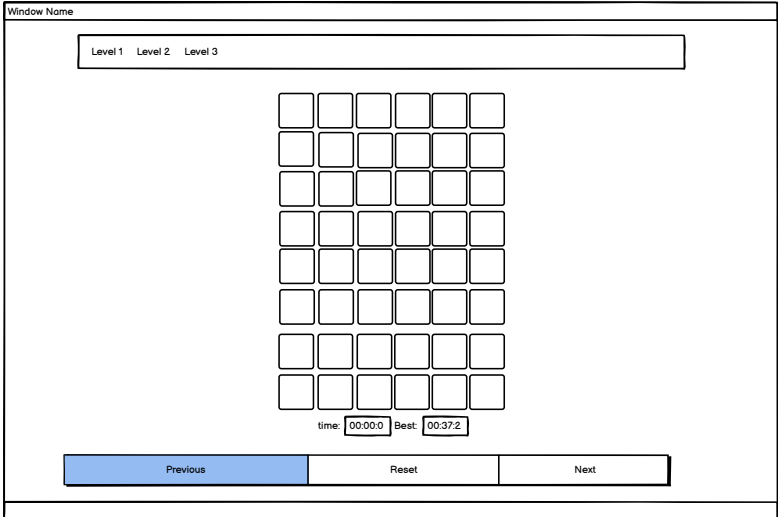 Window Name
Level 1 Level 2 Level 3
time: 00:00:0 Best: 00:37:2
Previous Reset Next